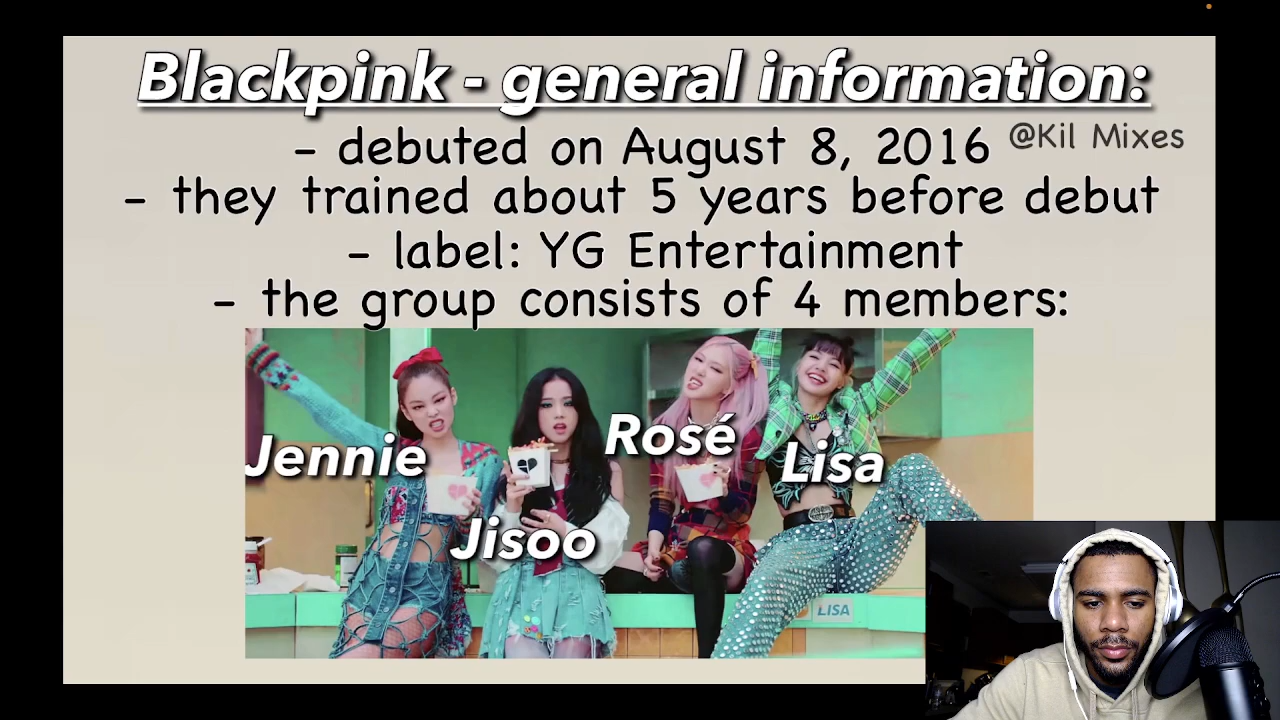 Blackpink - general information:
- debuted on August 8, 2016
@Kil Mixes
- they trained about 5 years before debut
- label: YG Entertainment
- the group consists of 4 members:
Jennie
Jisoo
Rosé
Lisa
LISA